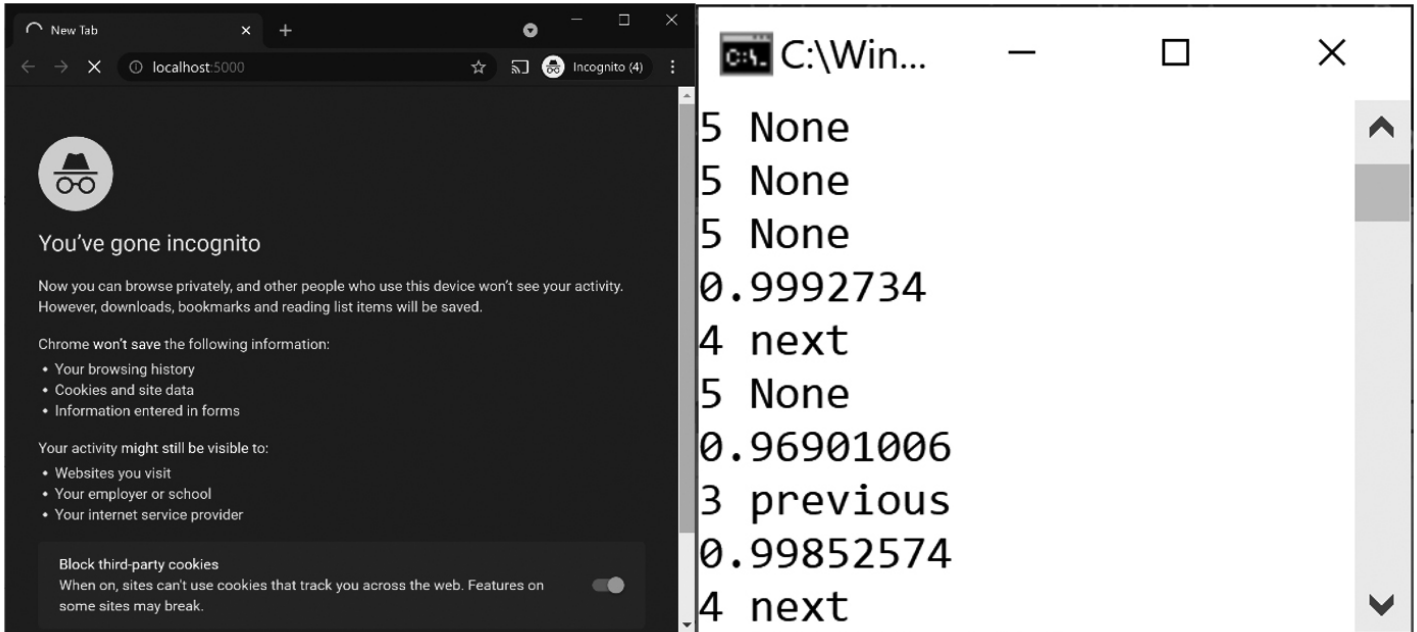 New Tab
localhost:5000
Incognito (4)
You've gone incognito
Now you can browse privately, and other people who use this device won't see your activity.
However, downloads, bookmarks and reading list items will be saved.
Chrome won't save the following information:
• Your browsing history
• Cookies and site data
• Information entered in forms
Your activity might still be visible to:
• Websites you visit
• Your employer or school
• Your internet service provider
Block third-party cookies
When on, sites can't use cookies that track you across the web. Features on
some sites may break.
C:\Win...
5 None
5 None
5 None
0.9992734
4 next
5 None
0.96901006
3 previous
0.99852574
4 next